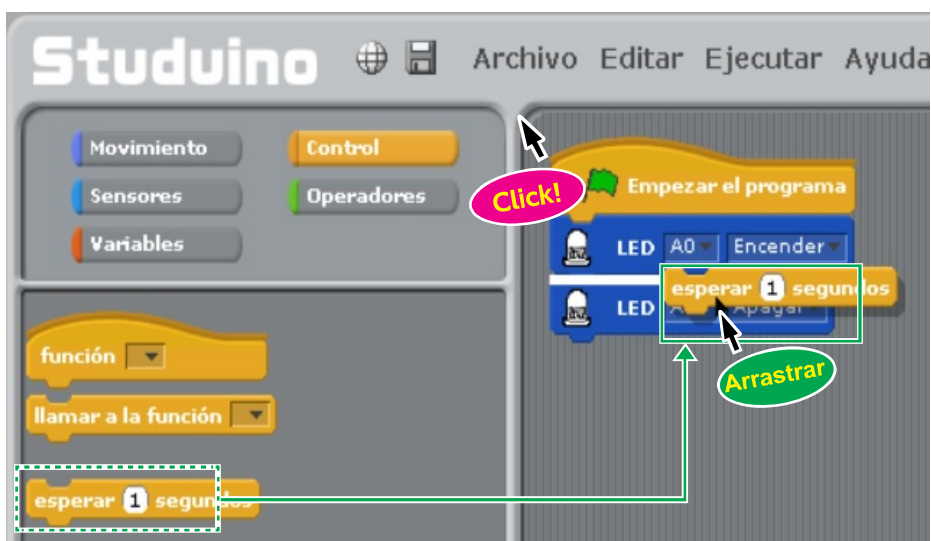 Studuino Archivo Editar Ejecutar Ayuda
Movimiento Control
Sensores Operadores
Variables
Click!
Empezar el programa
LED A0 Encender
esperar 1 segundos
LED A Apagar
Arrastrar
función
llamar a la función
esperar 1 segundos